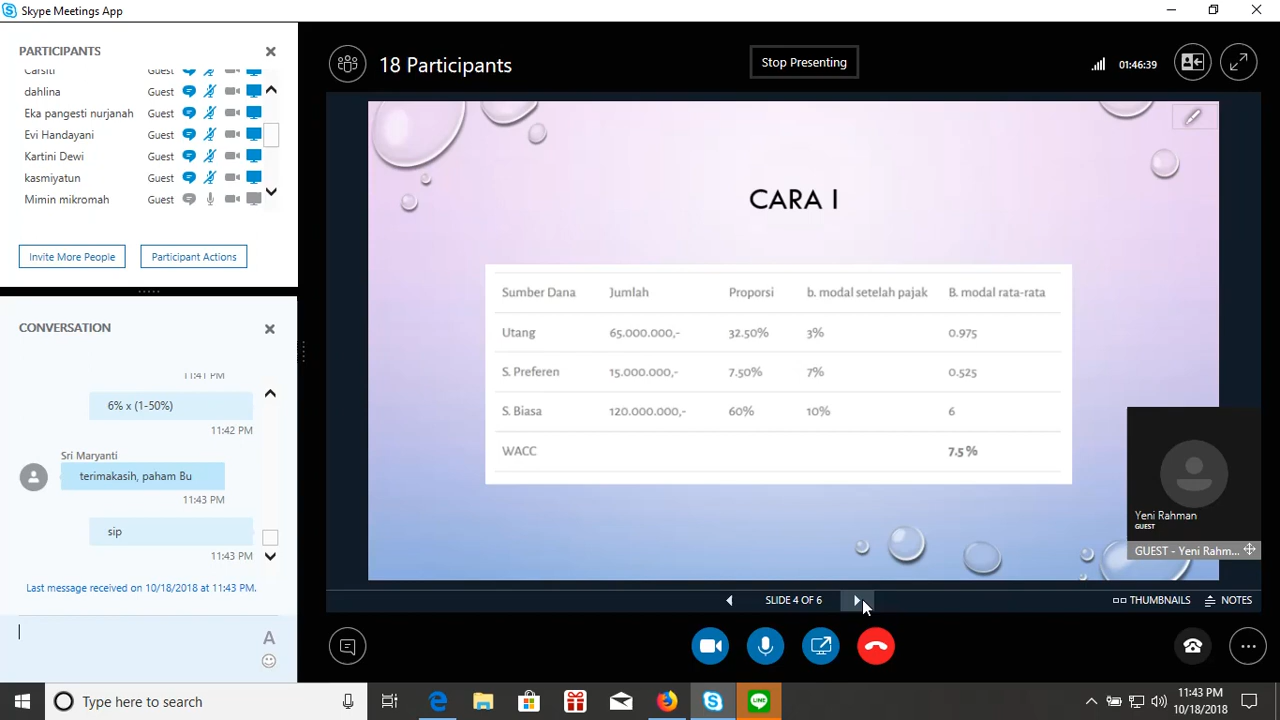 Skype Meetings App
PARTICIPANTS
Carsiti Guest
dahlina Guest
Eka pangesti nurjanah Guest
Evi Handayani Guest
Kartini Dewi Guest
kasmiyatun Guest
Mimin mikromah Guest
Invite More People Participant Actions
CONVERSATION
11:41 PM
6% x (1-50%)
11:42 PM
Sri Maryanti
terimakasih, paham Bu
11:43 PM
sip
11:43 PM
Last message received on 10/18/2018 at 11:43 PM.
A
18 Participants
Stop Presenting
01:46:39
CARA I
Sumber Dana Jumlah Proporsi b. modal setelah pajak B. modal rata-rata
Utang 65.000.000,- 32.50% 3% 0.975
S. Preferen 15.000.000,- 7.50% 7% 0.525
S. Biasa 120.000.000,- 60% 10% 6
WACC 7.5 %
Yeni Rahman
GUEST
GUEST - Yeni Rahm...
SLIDE 4 OF 6
THUMBNAILS NOTES
Type here to search
LINE
11:43 PM
10/18/2018